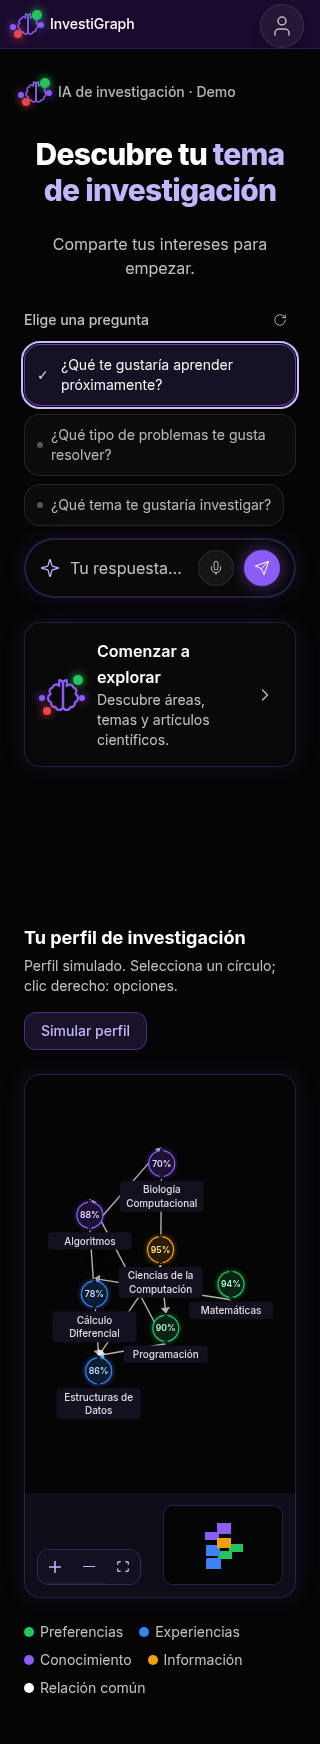 InvestiGraph
IA de investigación · Demo
Descubre tu tema
de investigación
Comparte tus intereses para
empezar.
Elige una pregunta
✓ ¿Qué te gustaría aprender
próximamente?
¿Qué tipo de problemas te gusta
resolver?
¿Qué tema te gustaría investigar?
Tu respuesta...
Comenzar a
explorar
Descubre áreas,
temas y artículos
científicos.
Tu perfil de investigación
Perfil simulado. Selecciona un círculo;
clic derecho: opciones.
Simular perfil
70%
Biología
Computacional
88%
Algoritmos
95%
Ciencias de la
Computación
94%
Matemáticas
78%
Cálculo
Diferencial
90%
Programación
86%
Estructuras de
Datos
Preferencias
Experiencias
Conocimiento
Información
Relación común